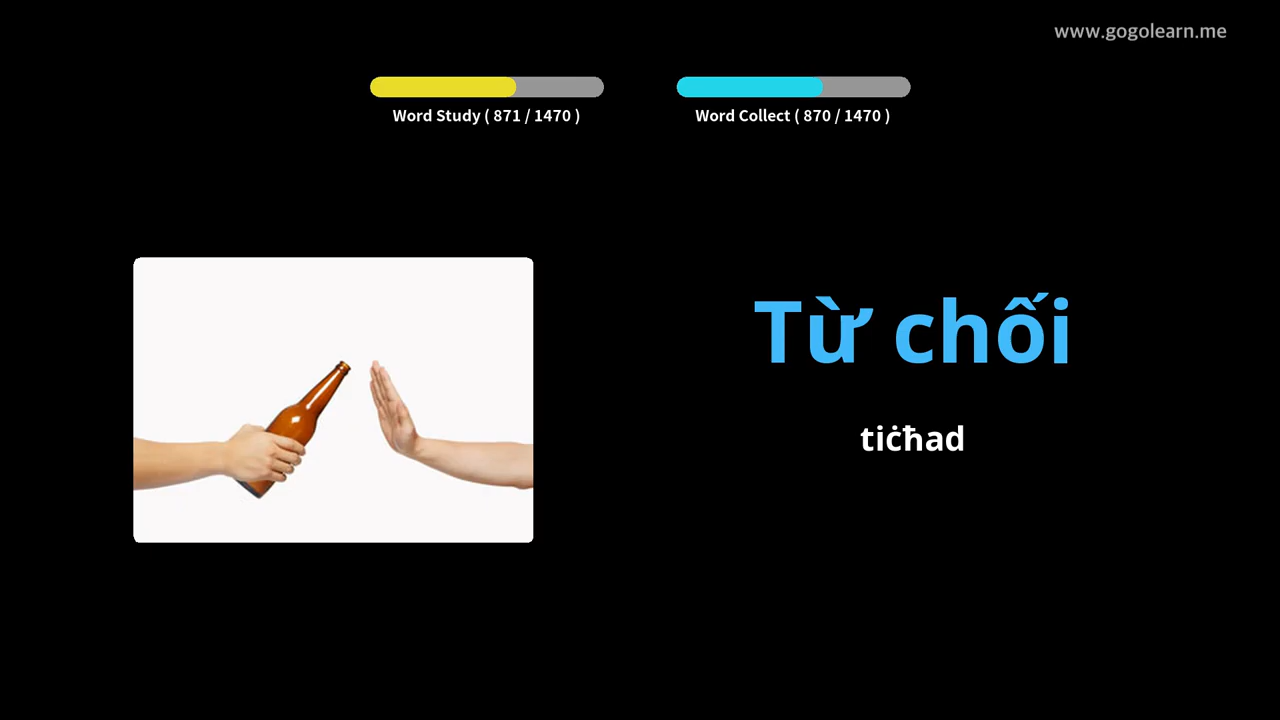 www.gogolearn.me
Word Study ( 871 / 1470 )
Word Collect ( 870 / 1470 )
Từ chối
tiċħad